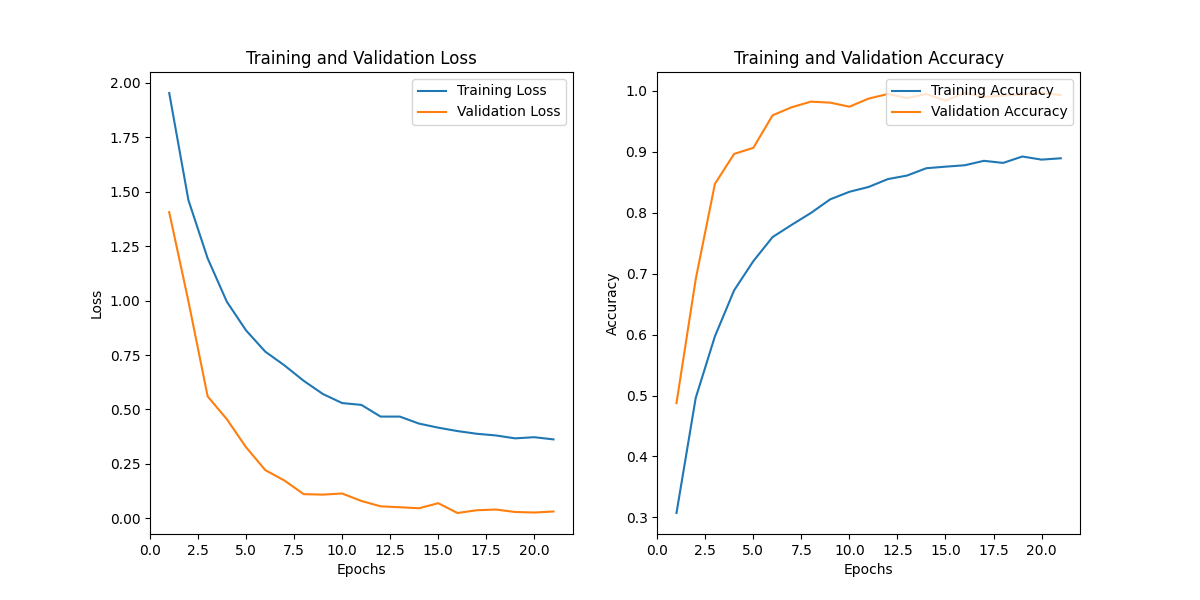 Training and Validation Loss
2.00
1.75
1.50
1.25
1.00
0.75
0.50
0.25
0.00
Loss
0.0 2.5 5.0 7.5 10.0 12.5 15.0 17.5 20.0
Epochs
Training Loss
Validation Loss
Training and Validation Accuracy
1.0
0.9
0.8
0.7
0.6
0.5
0.4
0.3
Accuracy
0.0 2.5 5.0 7.5 10.0 12.5 15.0 17.5 20.0
Epochs
Training Accuracy
Validation Accuracy